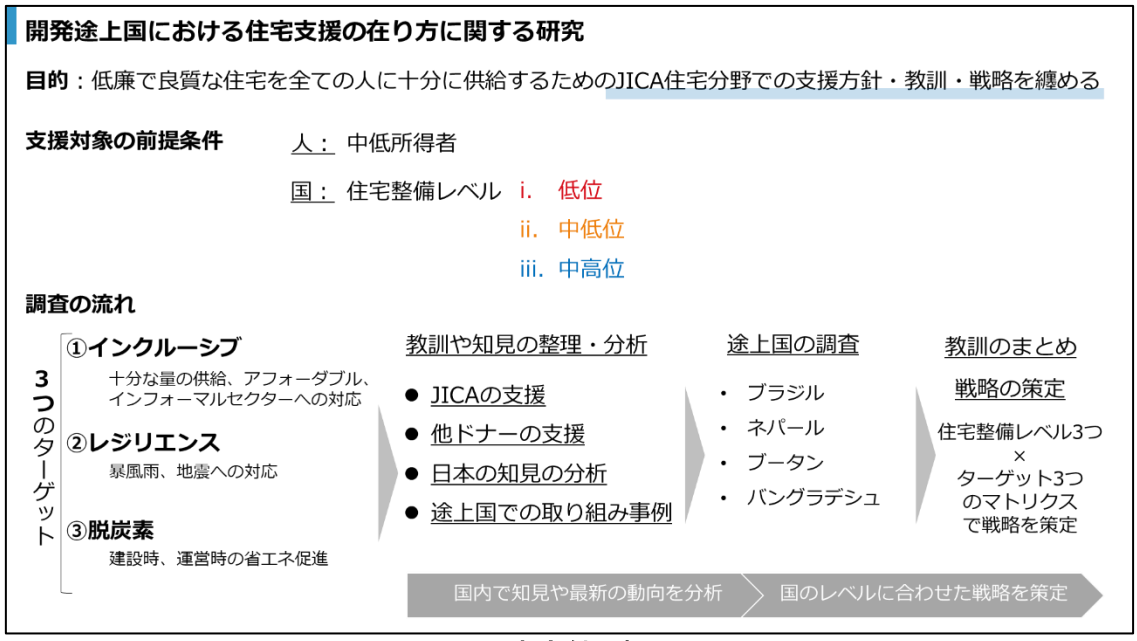 開発途上国における住宅支援の在り方に関する研究
目的：低廉で良質な住宅を全ての人に十分に供給するためのJICA住宅分野での支援方針・教訓・戦略を纏める
支援対象の前提条件
人： 中低所得者
国： 住宅整備レベル
i. 低位
ii. 中低位
iii. 中高位
調査の流れ
3つのターゲット
①インクルーシブ
十分な量の供給、アフォーダブル、
インフォーマルセクターへの対応
②レジリエンス
暴風雨、地震への対応
③脱炭素
建設時、運営時の省エネ促進
教訓や知見の整理・分析
● JICAの支援
● 他ドナーの支援
● 日本の知見の分析
● 途上国での取り組み事例
途上国の調査
・ ブラジル
・ ネパール
・ ブータン
・ バングラデシュ
教訓のまとめ
戦略の策定
住宅整備レベル3つ
×
ターゲット3つ
のマトリクス
で戦略を策定
国内で知見や最新の動向を分析
国のレベルに合わせた戦略を策定